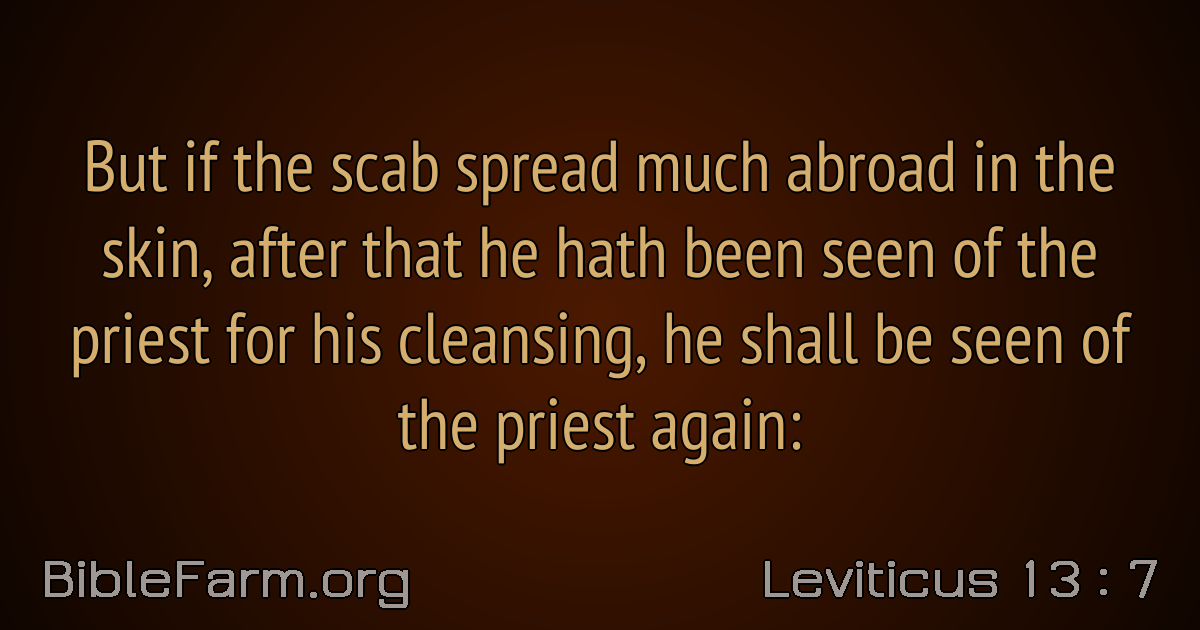 But if the scab spread much abroad in the
skin, after that he hath been seen of the
priest for his cleansing, he shall be seen of
the priest again:
BibleFarm.org
Leviticus 13 : 7